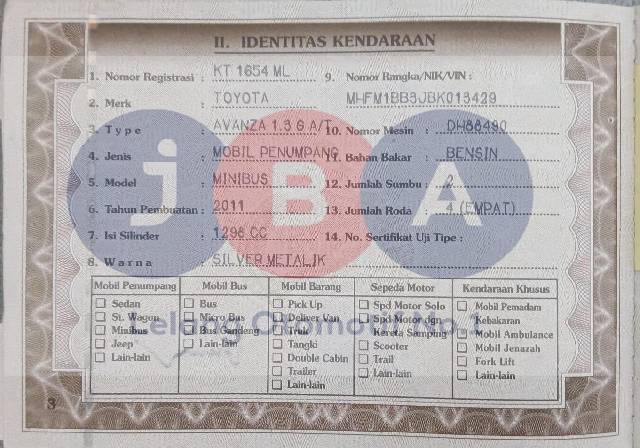 II. IDENTITAS KENDARAAN
1. Nomor Registrasi : KT 1654 ML
2. Merk : TOYOTA
3. Type : AVANZA 1.3 G A/T
4. Jenis : MOBIL PENUMPANG
5. Model : MINIBUS
6. Tahun Pembuatan : 2011
7. Isi Silinder : 1298 CC
8. Warna : SILVER METALIK
9. Nomor Rangka/NIK/VIN :
MHFM1BB3JBK013429
10. Nomor Mesin : DH88490
11. Bahan Bakar : BENSIN
12. Jumlah Sumbu : 2
13. Jumlah Roda : 4 (EMPAT)
14. No. Sertifikat Uji Tipe :
jBA
Lelang Otomotif No.1
Mobil Penumpang
Sedan
St. Wagon
Minibus
Jeep
Lain-lain
Mobil Bus
Bus
Micro Bus
Bus Gandeng
Lain-lain
Mobil Barang
Pick Up
Deliver Van
Truk
Tangki
Double Cabin
Trailer
Lain-lain
Sepeda Motor
Spd Motor Solo
Spd Motor dgn
Kereta Samping
Scooter
Trail
Lain-lain
Kendaraan Khusus
Mobil Pemadam
Kebakaran
Mobil Ambulance
Mobil Jenazah
Fork Lift
Lain-lain
3